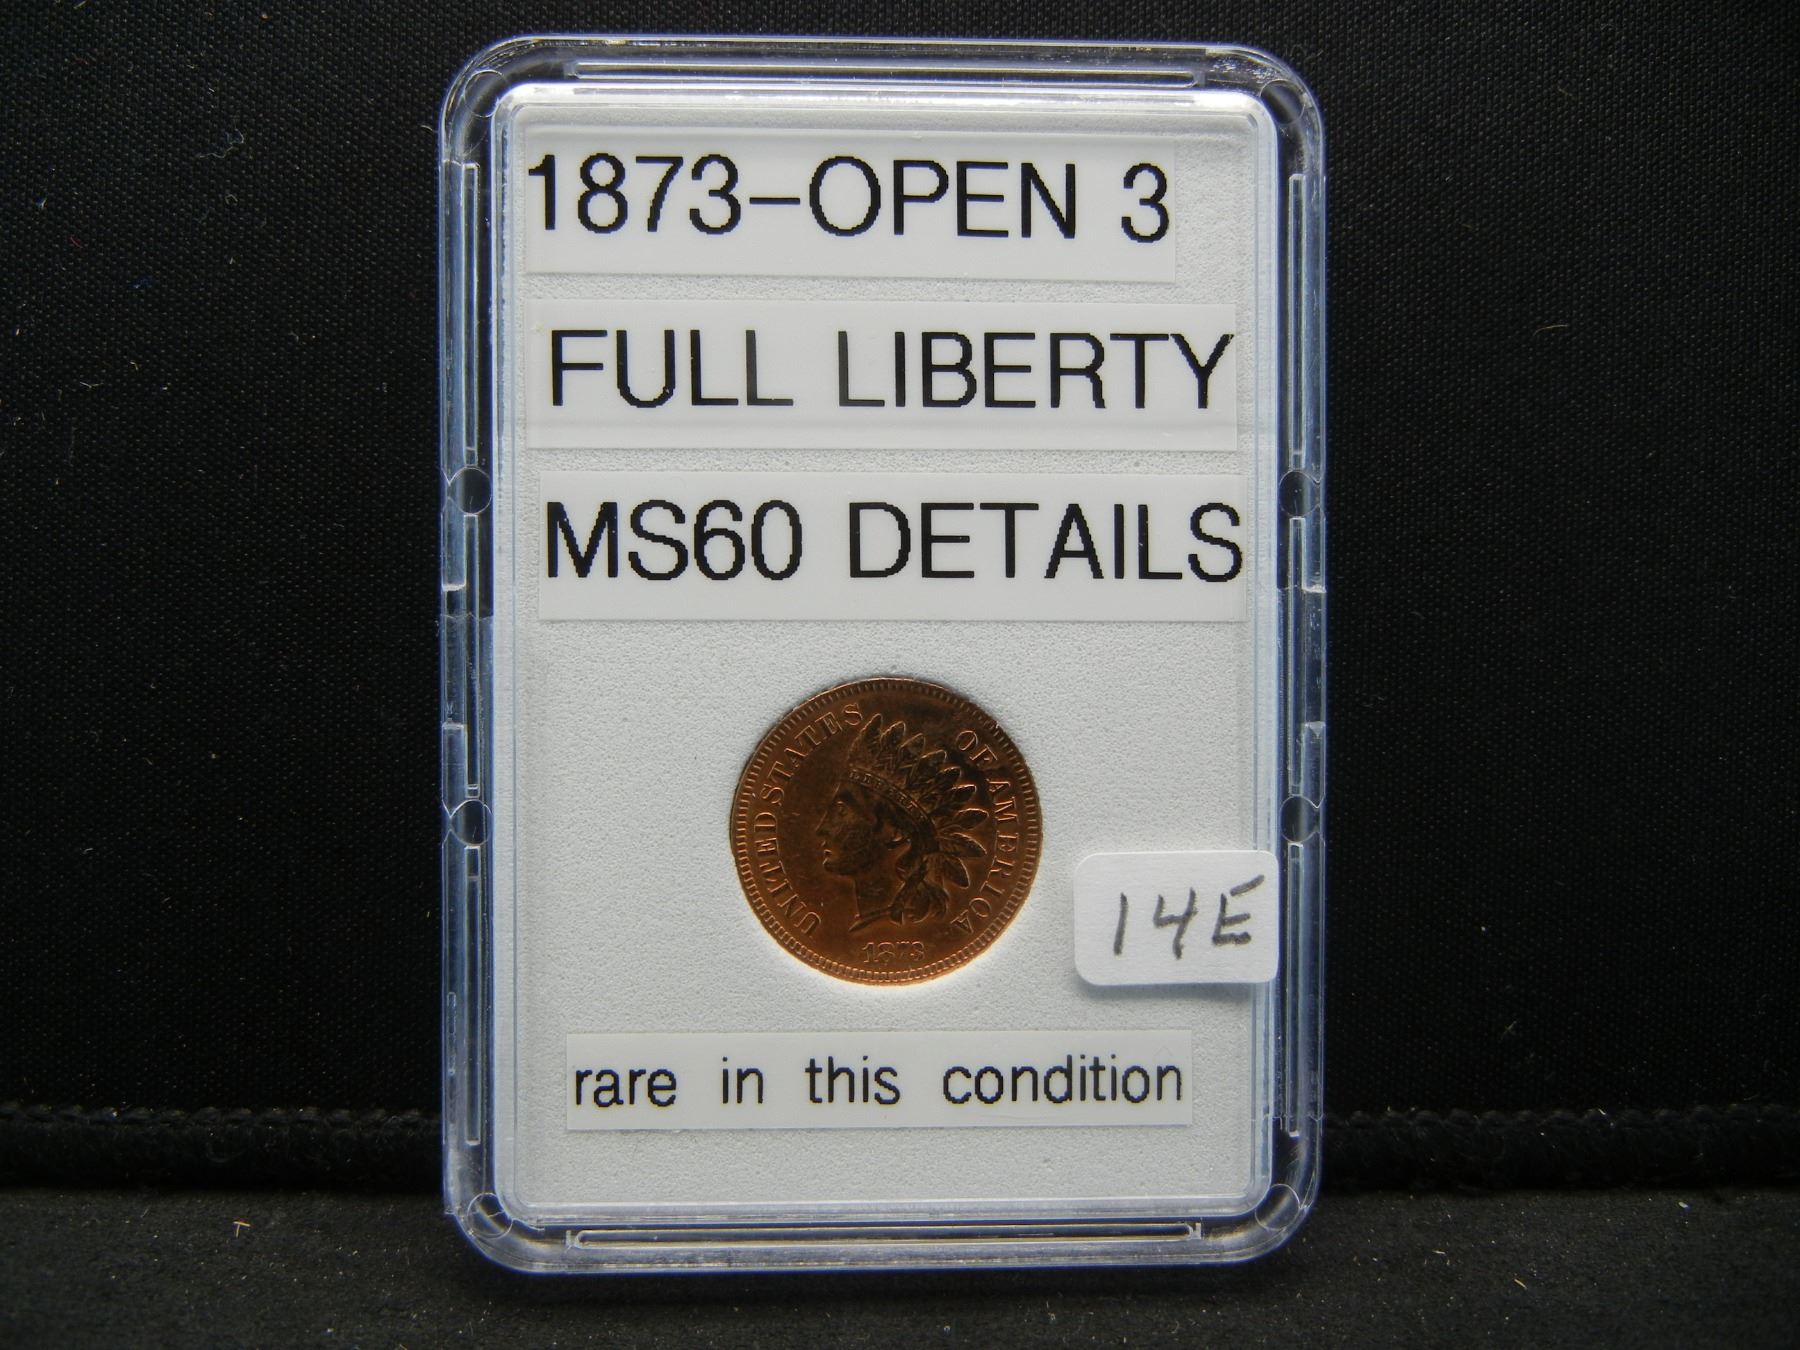 1873-OPEN 3
FULL LIBERTY
MS60 DETAILS
UNITED STATES OF AMERICA
LIBERTY
1873
14E
rare in this condition